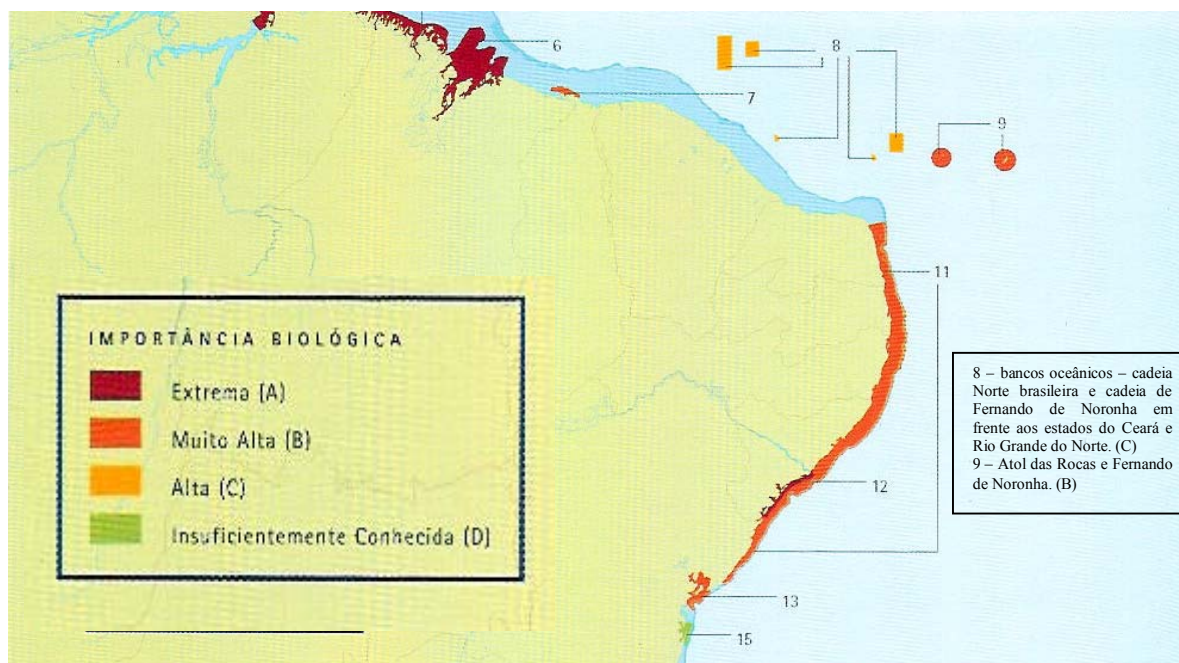 6
8
7
9
11
IMPORTÂNCIA BIOLÓGICA
Extrema (A)
Muito Alta (B)
Alta (C)
Insuficientemente Conhecida (D)
8 – bancos oceânicos – cadeia
Norte brasileira e cadeia de
Fernando de Noronha em
frente aos estados do Ceará e
Rio Grande do Norte. (C)
9 – Atol das Rocas e Fernando
de Noronha. (B)
12
13
15